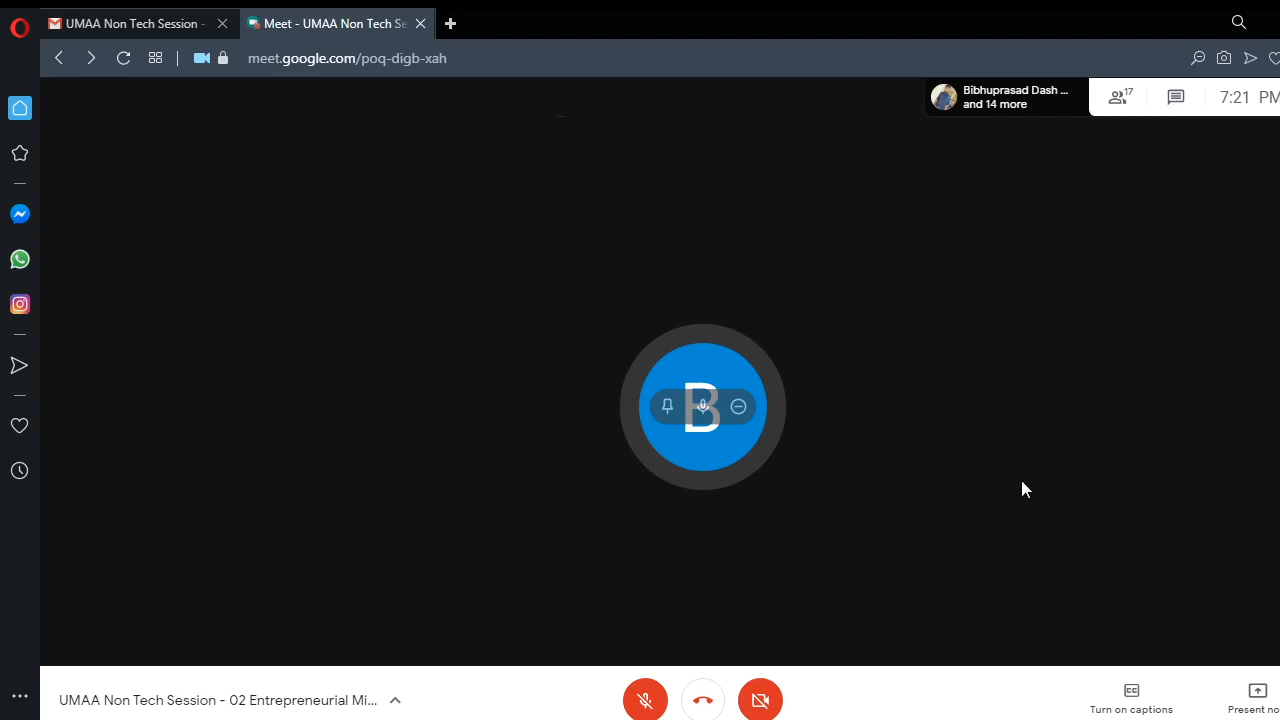 UMAA Non Tech Session -
Meet - UMAA Non Tech Se
meet.google.com/poq-digb-xah
Bibhuprasad Dash ...
and 14 more
17
7:21 PM
B
UMAA Non Tech Session - 02 Entrepreneurial Mi...
CC
Turn on captions
Present no